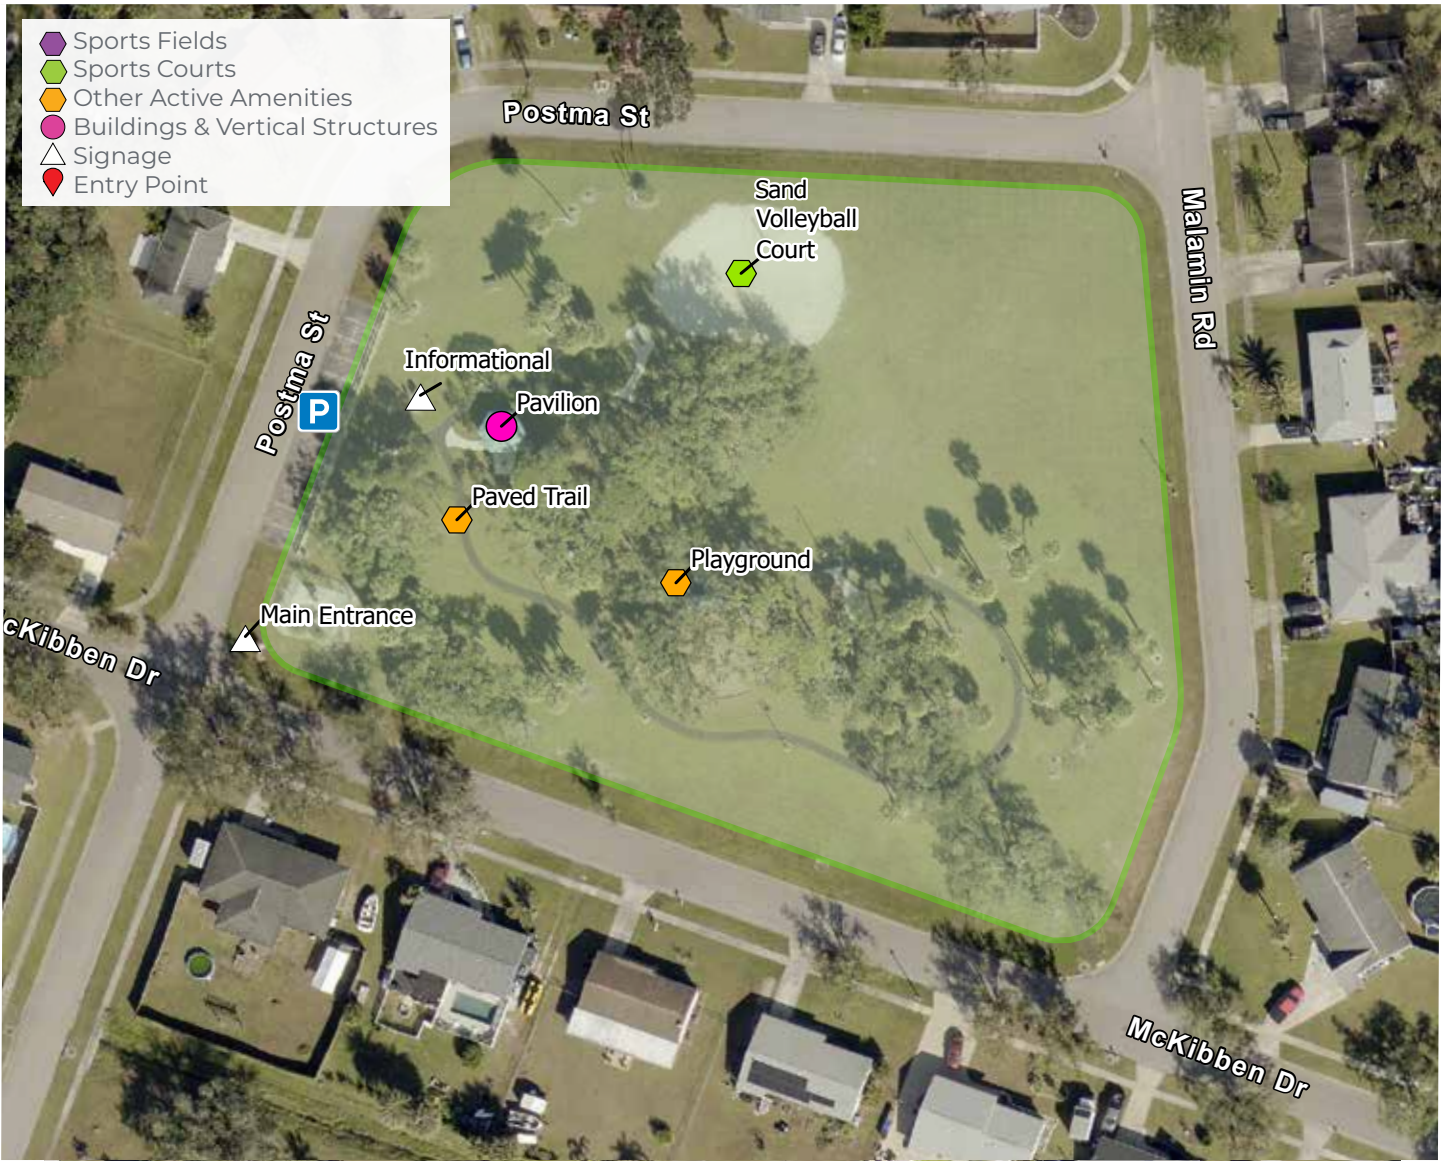 Sports Fields
Sports Courts
Other Active Amenities
Buildings & Vertical Structures
Signage
Entry Point
Postma St
Sand
Volleyball
Court
Malamin Rd
Postma St
Informational
P
Pavilion
Paved Trail
Playground
Main Entrance
cKibben Dr
McKibben Dr